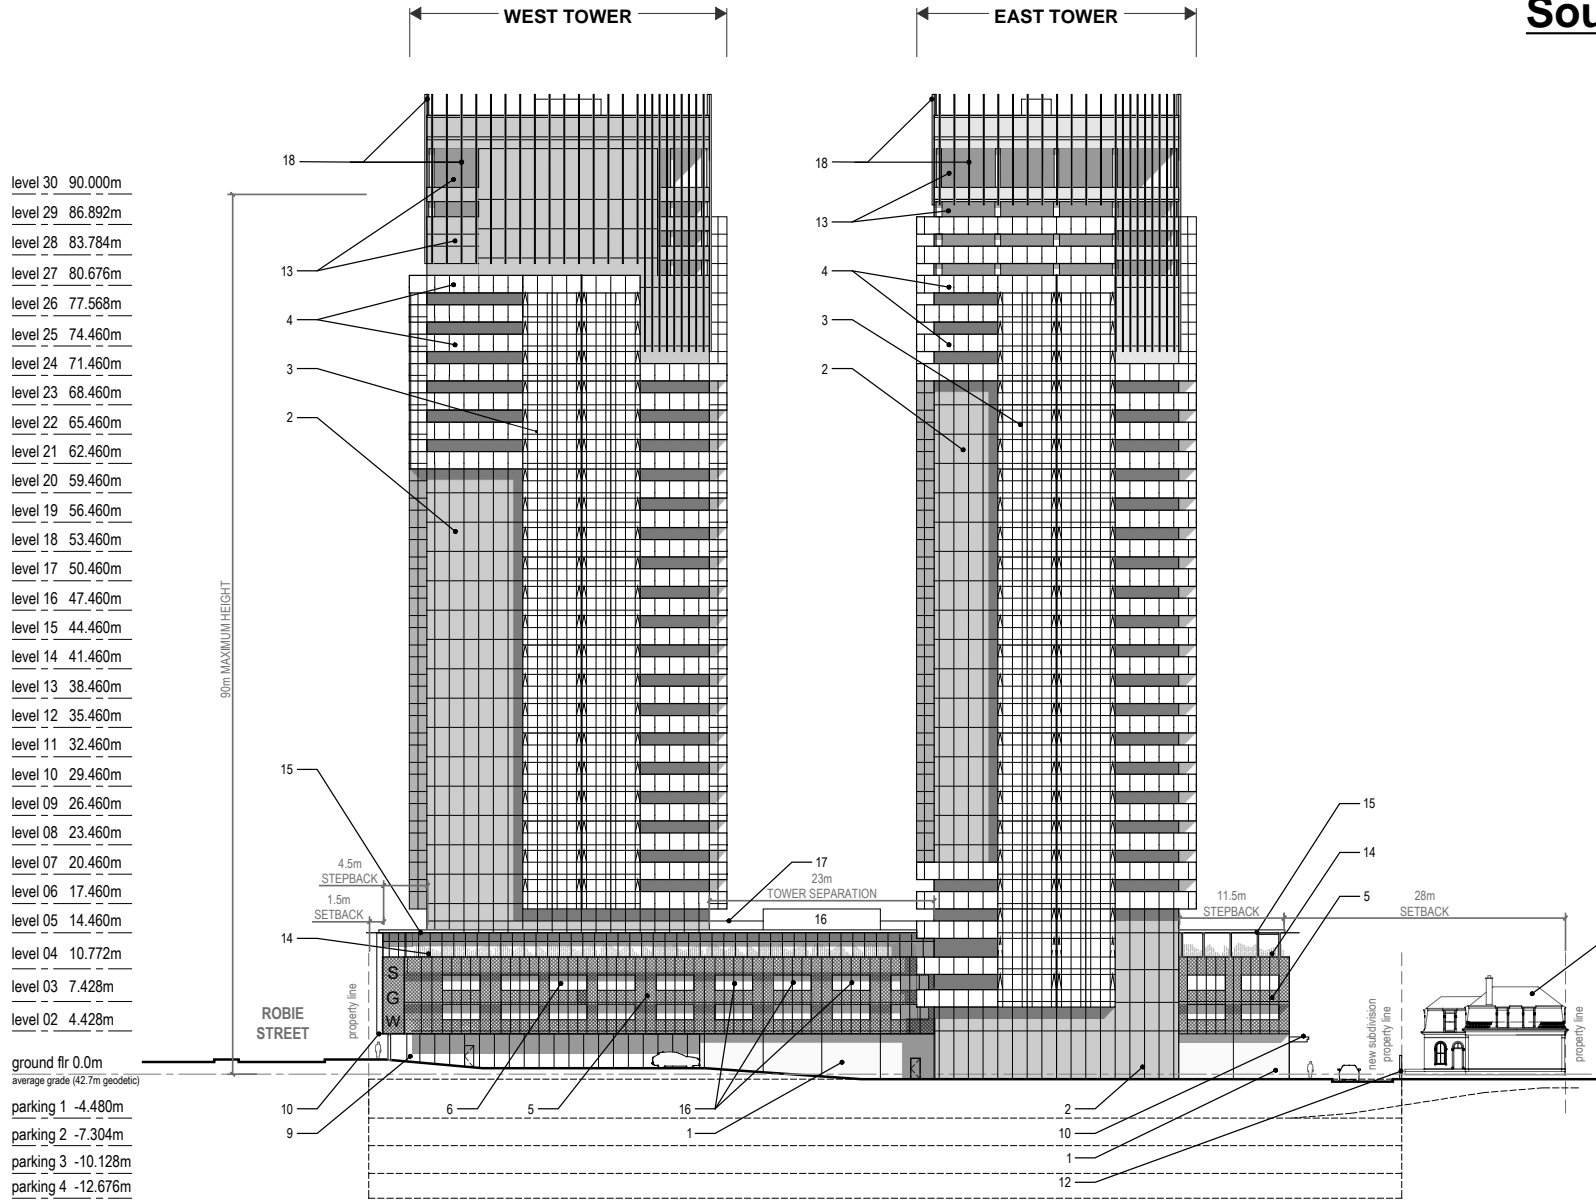 WEST TOWER
EAST TOWER
Sou
18
18
level 30 90.000m
level 29 86.892m
level 28 83.784m
level 27 80.676m
level 26 77.568m
level 25 74.460m
level 24 71.460m
level 23 68.460m
level 22 65.460m
level 21 62.460m
level 20 59.460m
level 19 56.460m
level 18 53.460m
level 17 50.460m
level 16 47.460m
level 15 44.460m
level 14 41.460m
level 13 38.460m
level 12 35.460m
level 11 32.460m
level 10 29.460m
level 09 26.460m
level 08 23.460m
level 07 20.460m
level 06 17.460m
level 05 14.460m
level 04 10.772m
level 03 7.428m
level 02 4.428m
ground flr 0.0m
average grade (42.7m geodetic)
parking 1 -4.480m
parking 2 -7.304m
parking 3 -10.128m
parking 4 -12.676m
90m MAXIMUM HEIGHT
13
4
3
2
15
13
4
3
2
15
14
5
4.5m
STEPBACK
1.5m
SETBACK
14
17
23m
TOWER SEPARATION
16
11.5m
STEPBACK
28m
SETBACK
S
G
W
ROBIE
STREET
property line
new subdivision
property line
property line
10
9
6
5
16
1
2
10
1
12